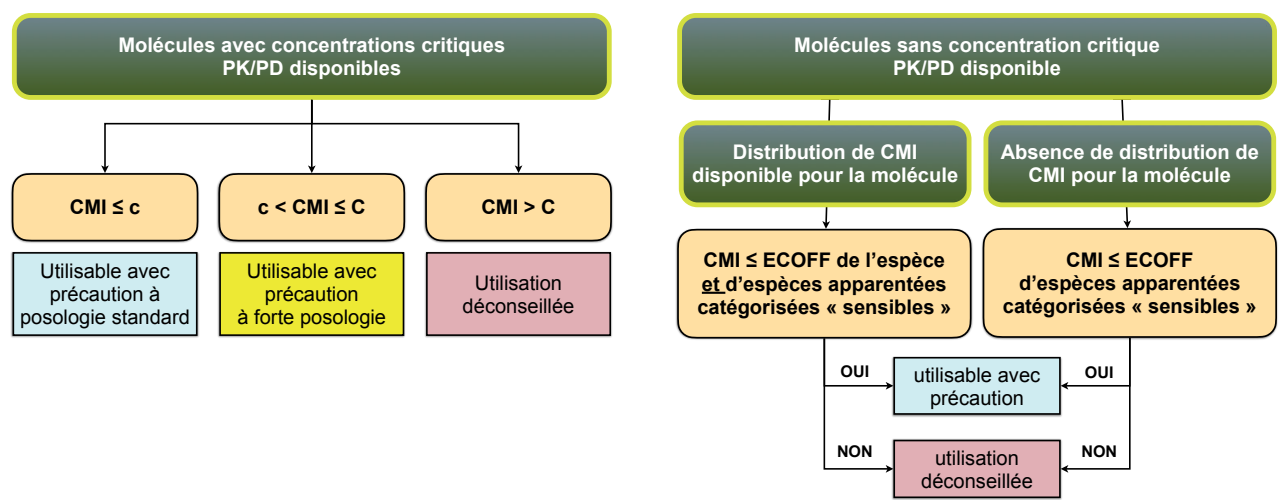 Molécules avec concentrations critiques
PK/PD disponibles
CMI ≤ c
c < CMI ≤ C
CMI > C
Utilisable avec
précaution à
posologie standard
Utilisable avec
précaution
à forte posologie
Utilisation
déconseillée
Molécules sans concentration critique
PK/PD disponible
Distribution de CMI
disponible pour la molécule
Absence de distribution de
CMI pour la molécule
CMI ≤ ECOFF de l’espèce
et d’espèces apparentées
catégorisées « sensibles »
CMI ≤ ECOFF
d’espèces apparentées
catégorisées « sensibles »
OUI
utilisable avec
précaution
OUI
NON
utilisation
déconseillée
NON